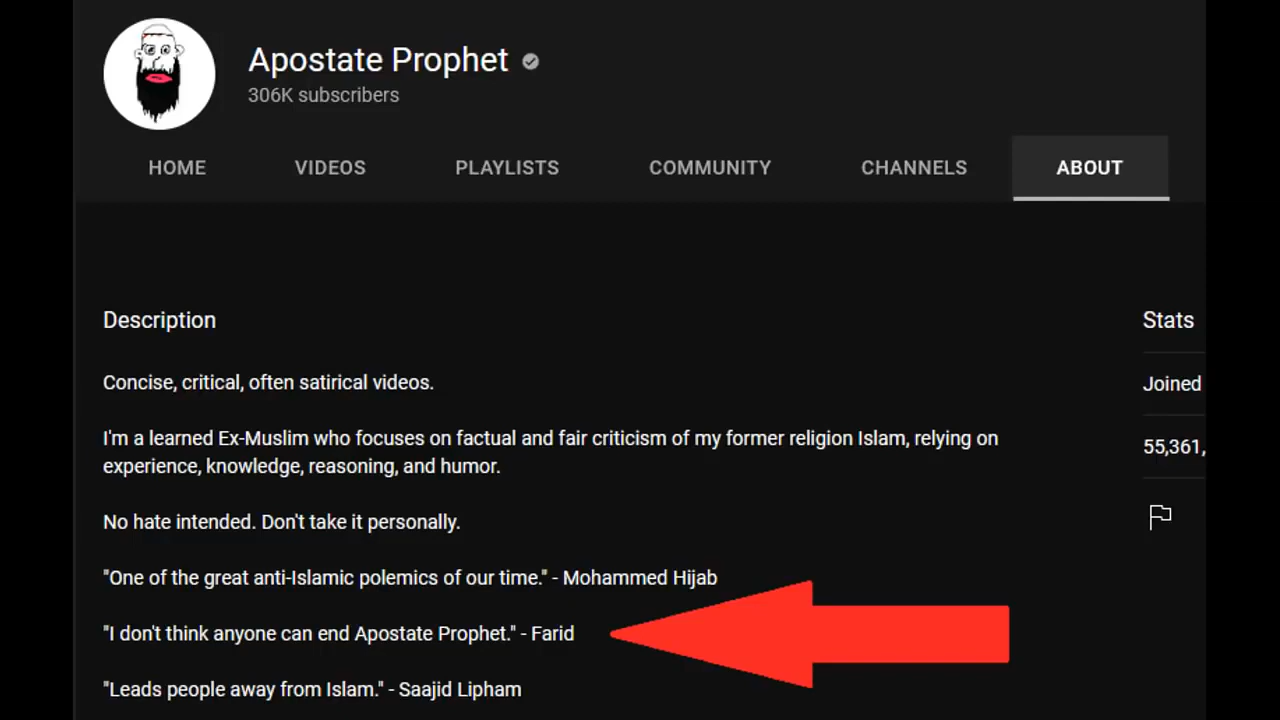 Apostate Prophet
306K subscribers
HOME VIDEOS PLAYLISTS COMMUNITY CHANNELS ABOUT
Description
Stats
Concise, critical, often satirical videos.
Joined
I'm a learned Ex-Muslim who focuses on factual and fair criticism of my former religion Islam, relying on
experience, knowledge, reasoning, and humor.
55,361,
No hate intended. Don't take it personally.
"One of the great anti-Islamic polemics of our time." - Mohammed Hijab
"I don't think anyone can end Apostate Prophet." - Farid
"Leads people away from Islam." - Saajid Lipham